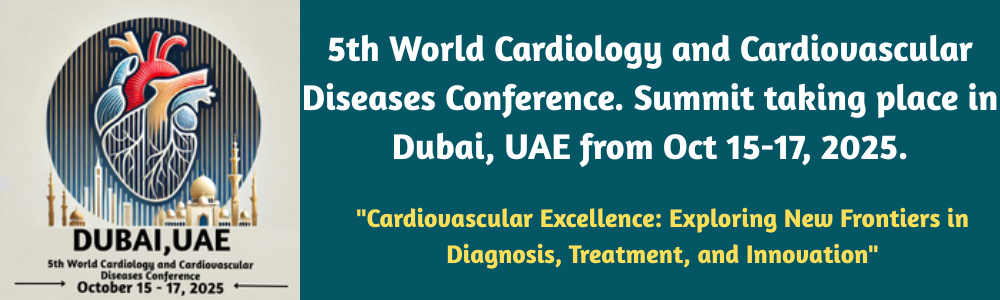 DUBAI,UAE
5th World Cardiology and Cardiovascular
Diseases Conference
October 15 - 17, 2025
5th World Cardiology and Cardiovascular
Diseases Conference. Summit taking place in
Dubai, UAE from Oct 15-17, 2025.
"Cardiovascular Excellence: Exploring New Frontiers in
Diagnosis, Treatment, and Innovation"